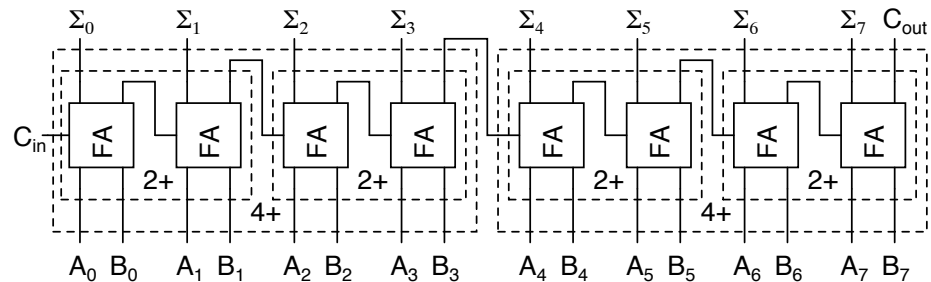 Σ0 Σ1 Σ2 Σ3 Σ4 Σ5 Σ6 Σ7 Cout
Cin FA FA FA FA FA FA FA FA
2+ 2+ 2+ 2+
4+ 4+
A0 B0 A1 B1 A2 B2 A3 B3 A4 B4 A5 B5 A6 B6 A7 B7